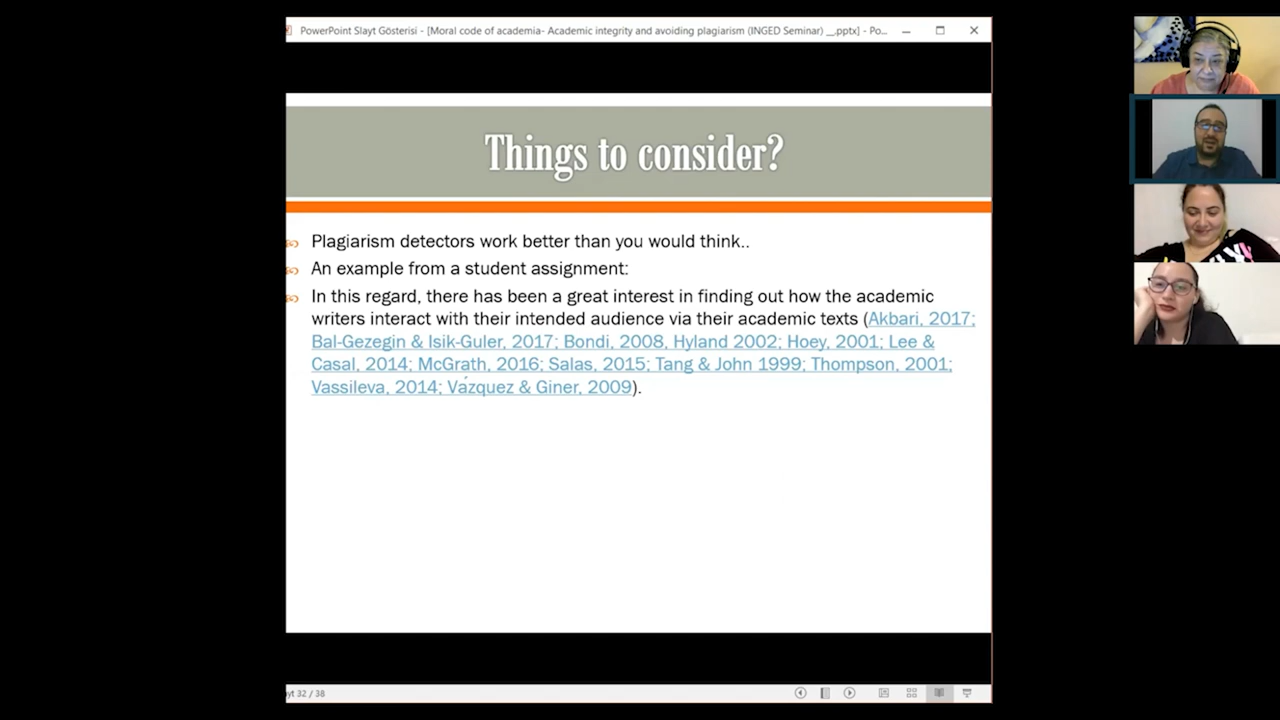 PowerPoint Slayt Gösterisi - [Moral code of academia- Academic integrity and avoiding plagiarism (INGED Seminar) __.pptx] - Po...
Things to consider?
Plagiarism detectors work better than you would think..
An example from a student assignment:
In this regard, there has been a great interest in finding out how the academic
writers interact with their intended audience via their academic texts (Akbari, 2017;
Bal-Gezegin & Isik-Guler, 2017; Bondi, 2008, Hyland 2002; Hoey, 2001; Lee &
Casal, 2014; McGrath, 2016; Salas, 2015; Tang & John 1999; Thompson, 2001;
Vassileva, 2014; Vázquez & Giner, 2009).
yt 32 / 38